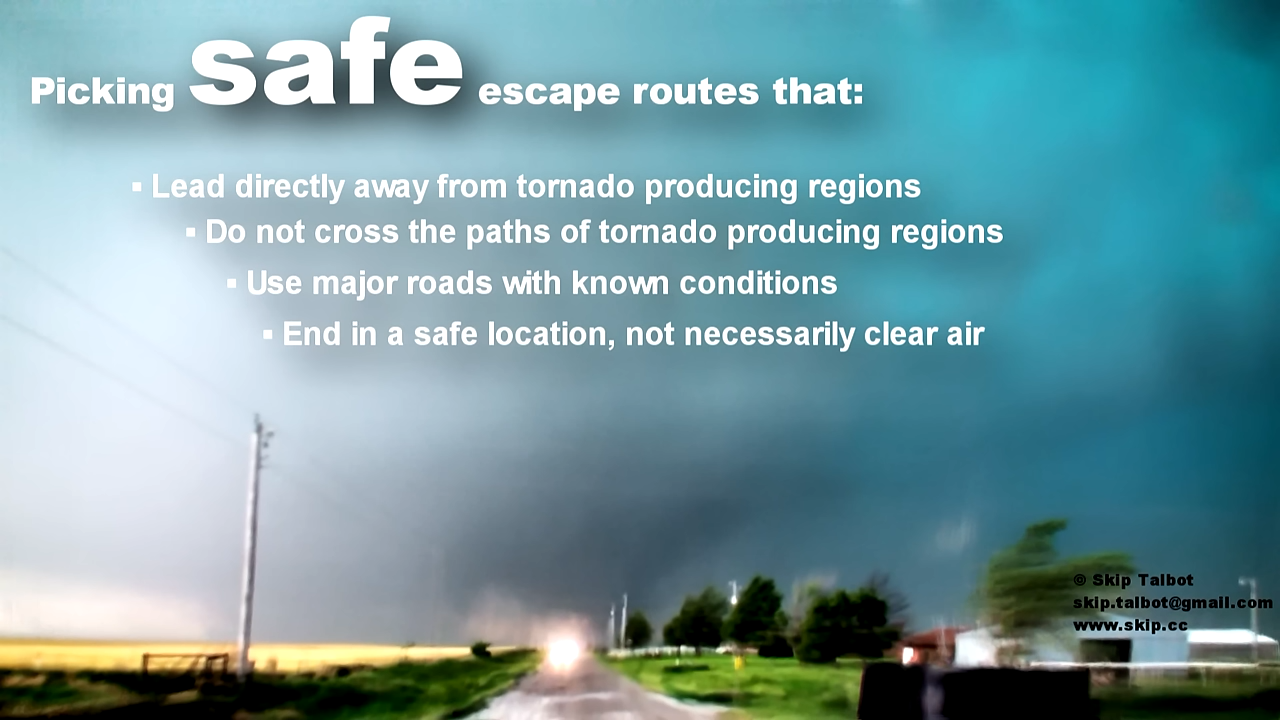 Picking safe escape routes that:
▪ Lead directly away from tornado producing regions
▪ Do not cross the paths of tornado producing regions
▪ Use major roads with known conditions
▪ End in a safe location, not necessarily clear air
© Skip Talbot
skip.talbot@gmail.com
www.skip.cc